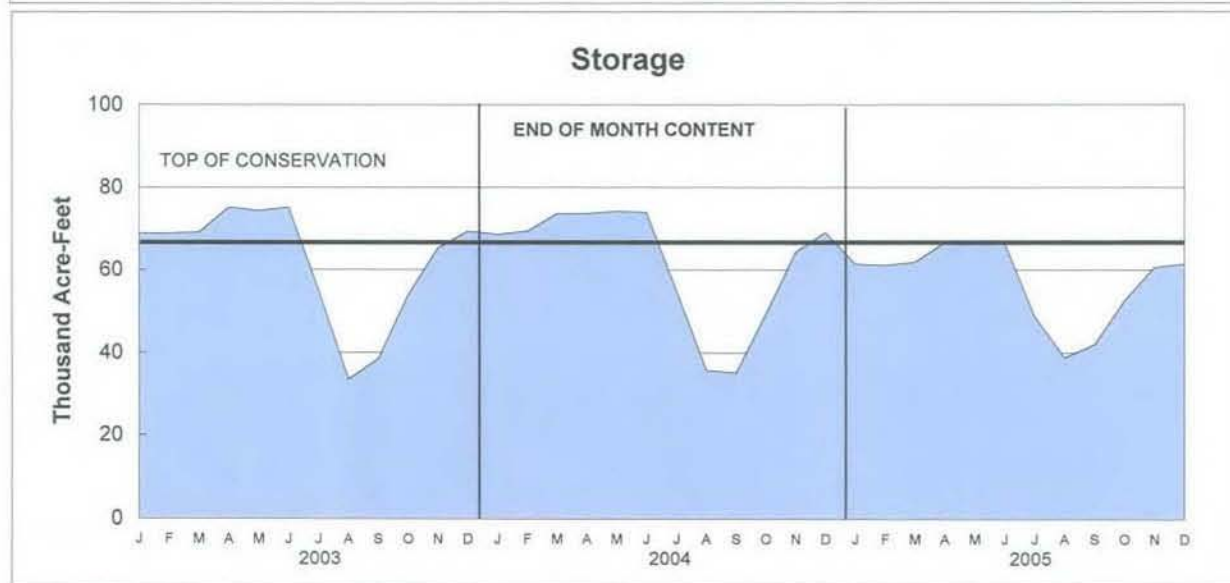 Storage
Thousand Acre-Feet
100
80
60
40
20
0
TOP OF CONSERVATION
END OF MONTH CONTENT
J F M A M J J A S O N D J F M A M J J A S O N D J F M A M J J A S O N D
2003 2004 2005